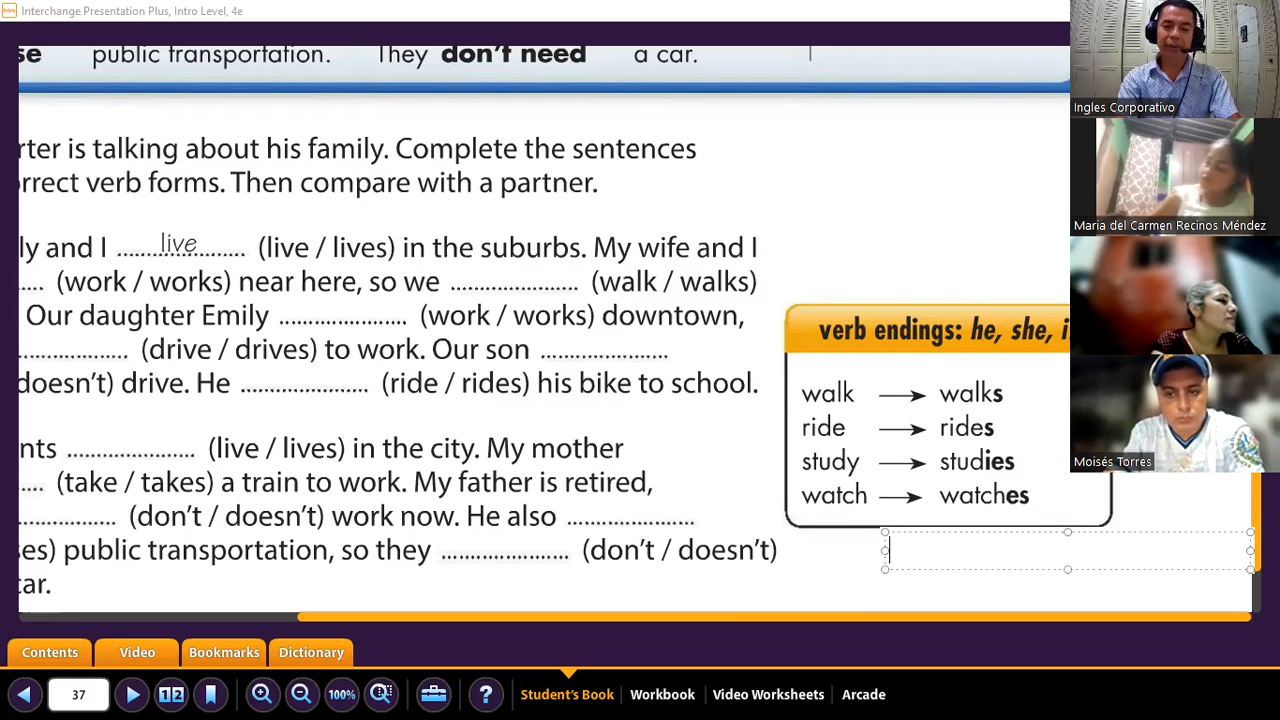 Interchange Presentation Plus, Intro Level, 4e
se public transportation. They don't need a car.
rter is talking about his family. Complete the sentences
orrect verb forms. Then compare with a partner.
ly and I ......live...... (live / lives) in the suburbs. My wife and I
..... (work / works) near here, so we ...................... (walk / walks)
Our daughter Emily ...................... (work / works) downtown,
................... (drive / drives) to work. Our son ......................
doesn't) drive. He ...................... (ride / rides) his bike to school.
nts ...................... (live / lives) in the city. My mother
..... (take / takes) a train to work. My father is retired,
................. (don't / doesn't) work now. He also ......................
ses) public transportation, so they ...................... (don't / doesn't)
car.
verb endings: he, she, i
walk → walks
ride → rides
study → studies
watch → watches
Ingles Corporativo
Maria del Carmen Recinos Méndez
Moisés Torres
Contents Video Bookmarks Dictionary
37 1 2 100% ? Student's Book Workbook Video Worksheets Arcade